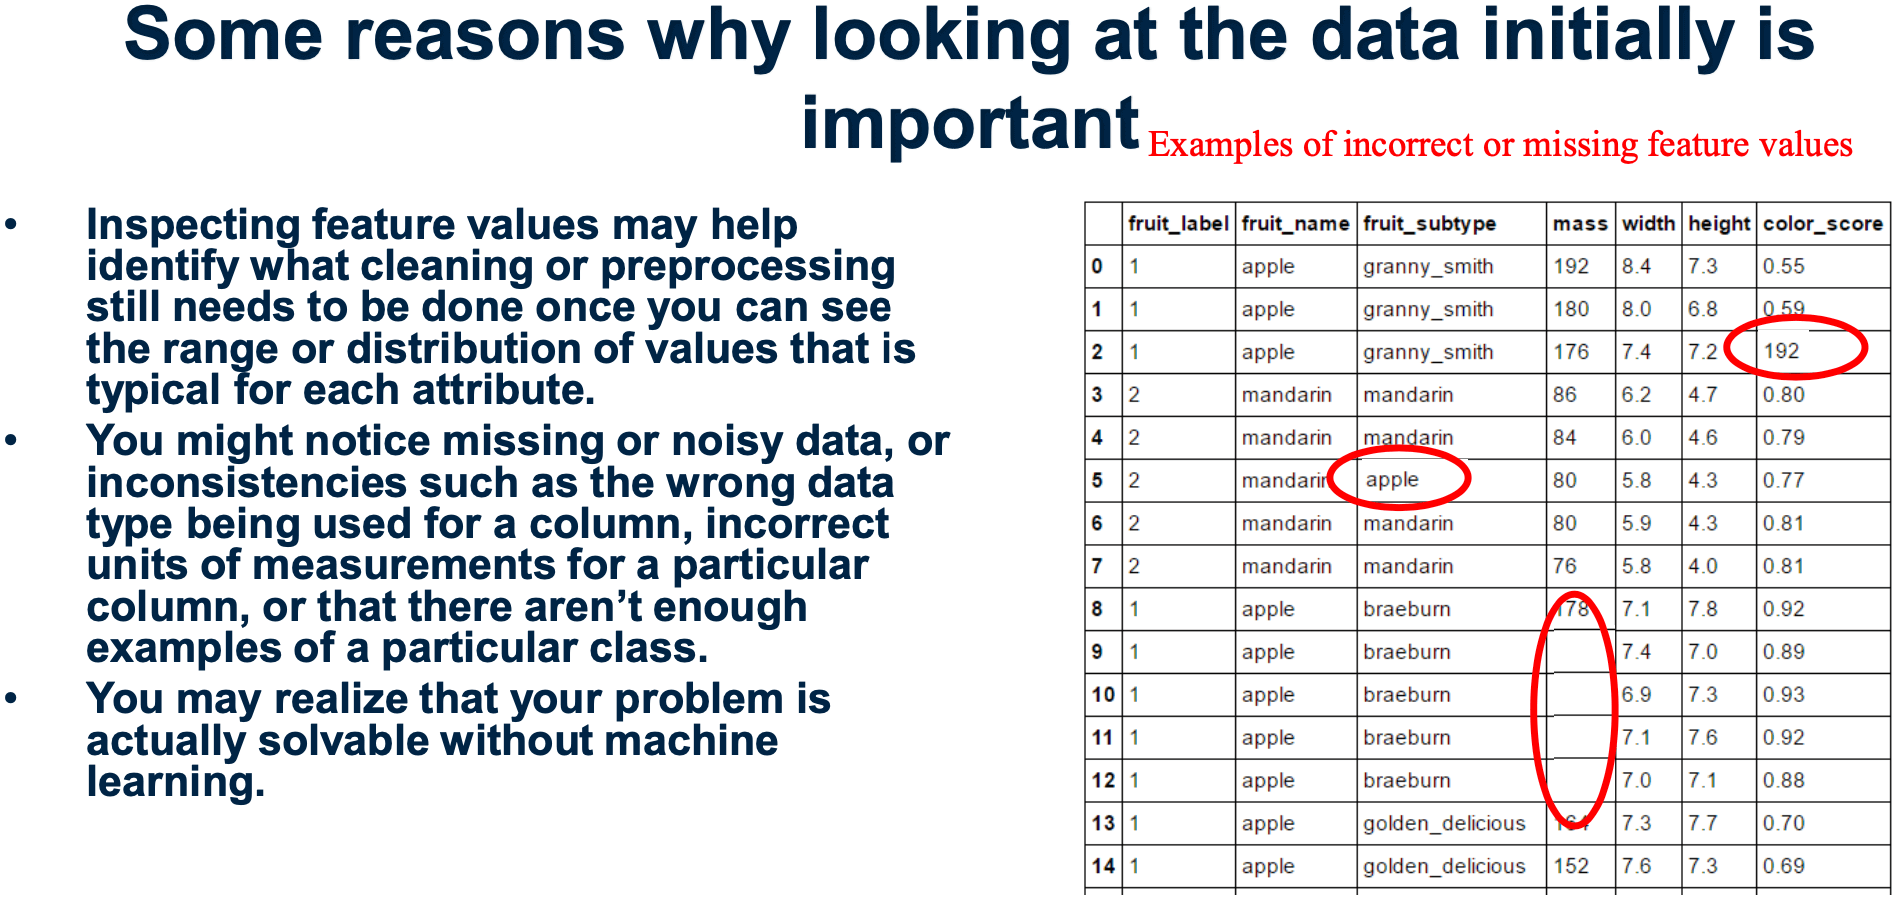 Some reasons why looking at the data initially is
important
Examples of incorrect or missing feature values
• Inspecting feature values may help
identify what cleaning or preprocessing
still needs to be done once you can see
the range or distribution of values that is
typical for each attribute.
• You might notice missing or noisy data, or
inconsistencies such as the wrong data
type being used for a column, incorrect
units of measurements for a particular
column, or that there aren’t enough
examples of a particular class.
• You may realize that your problem is
actually solvable without machine
learning.
fruit_label fruit_name fruit_subtype mass width height color_score
0 1 apple granny_smith 192 8.4 7.3 0.55
1 1 apple granny_smith 180 8.0 6.8 0.59
2 1 apple granny_smith 176 7.4 7.2 192
3 2 mandarin mandarin 86 6.2 4.7 0.80
4 2 mandarin mandarin 84 6.0 4.6 0.79
5 2 mandarin apple 80 5.8 4.3 0.77
6 2 mandarin mandarin 80 5.9 4.3 0.81
7 2 mandarin mandarin 76 5.8 4.0 0.81
8 1 apple braeburn 178 7.1 7.8 0.92
9 1 apple braeburn 7.4 7.0 0.89
10 1 apple braeburn 6.9 7.3 0.93
11 1 apple braeburn 7.1 7.6 0.92
12 1 apple braeburn 7.0 7.1 0.88
13 1 apple golden_delicious 164 7.3 7.7 0.70
14 1 apple golden_delicious 152 7.6 7.3 0.69